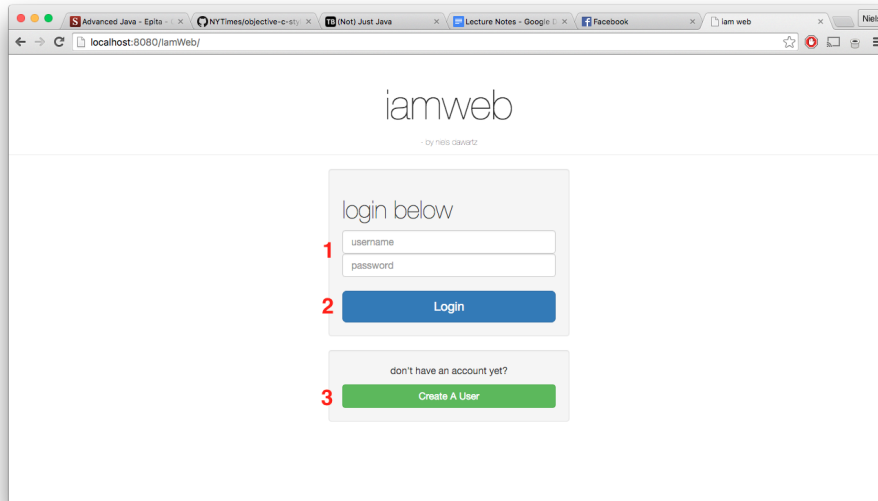 Advanced Java - Epita -
NYTimes/objective-c-sty
(Not) Just Java
Lecture Notes - Google D
Facebook
iam web
Niels
localhost:8080/IamWeb/
iamweb
- by niels dawartz
login below
1
username
password
2
Login
don't have an account yet?
3
Create A User